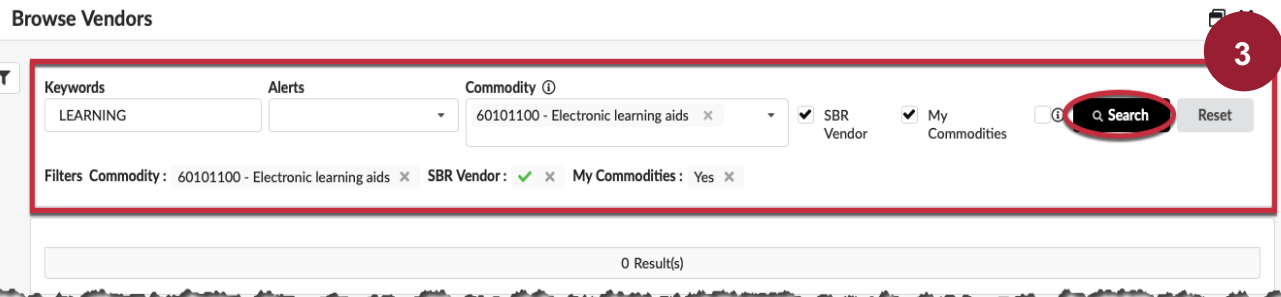 Browse Vendors
3
Keywords Alerts Commodity
LEARNING 60101100 - Electronic learning aids × SBR Vendor My Commodities Search Reset
Filters Commodity : 60101100 - Electronic learning aids × SBR Vendor : × My Commodities : Yes ×
0 Result(s)